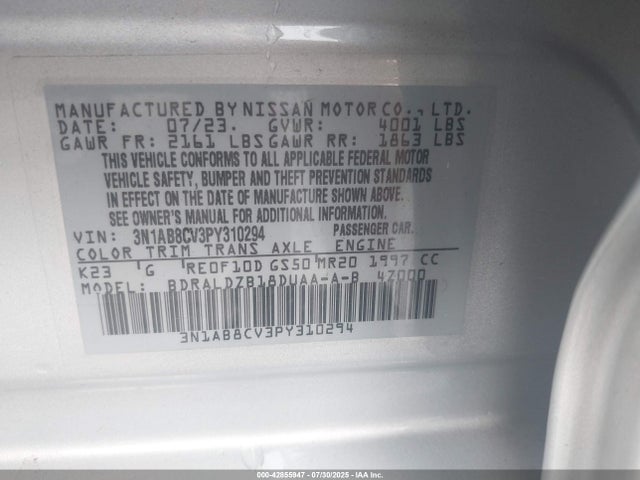 MANUFACTURED BY NISSAN MOTOR CO., LTD.
DATE: 07/23. GVWR: 4001 LBS
GAWR FR: 2161 LBS GAWR RR: 1863 LBS
THIS VEHICLE CONFORMS TO ALL APPLICABLE FEDERAL MOTOR
VEHICLE SAFETY, BUMPER AND THEFT PREVENTION STANDARDS
IN EFFECT ON THE DATE OF MANUFACTURE SHOWN ABOVE.
SEE OWNER'S MANUAL FOR ADDITIONAL INFORMATION.
VIN: 3N1AB8CV3PY310294 PASSENGER CAR.
COLOR TRIM TRANS AXLE ENGINE
K23 G RE0F10D GS50 MR20 1997 CC
MODEL: BDRALDZB18DUAA-A-B 47000
3N1AB8CV3PY310294
000-42855947 - 07/30/2025 - IAA Inc.